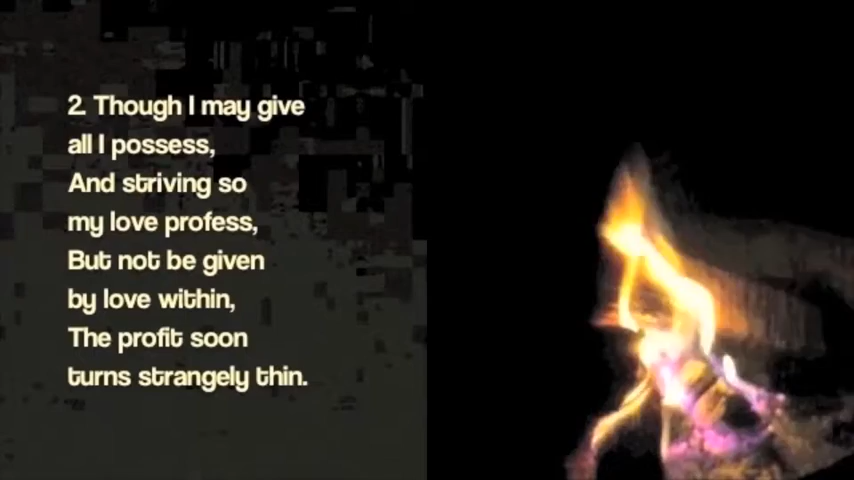 2. Though I may give
all I possess,
And striving so
my love profess,
But not be given
by love within,
The profit soon
turns strangely thin.